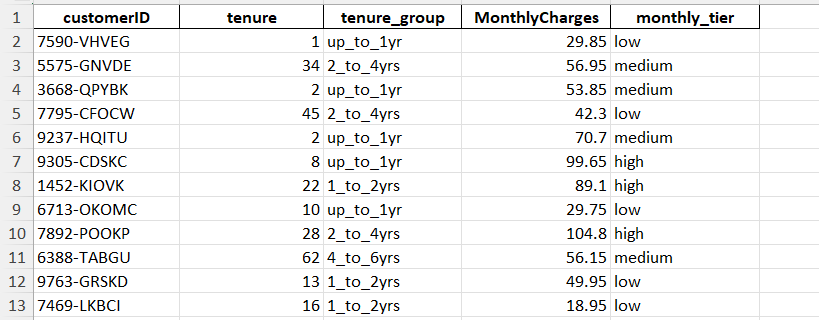 1 customerID tenure tenure_group MonthlyCharges monthly_tier
2 7590-VHVEG 1 up_to_1yr 29.85 low
3 5575-GNVDE 34 2_to_4yrs 56.95 medium
4 3668-QPYBK 2 up_to_1yr 53.85 medium
5 7795-CFOCW 45 2_to_4yrs 42.3 low
6 9237-HQITU 2 up_to_1yr 70.7 medium
7 9305-CDSKC 8 up_to_1yr 99.65 high
8 1452-KIOVK 22 1_to_2yrs 89.1 high
9 6713-OKOMC 10 up_to_1yr 29.75 low
10 7892-POOKP 28 2_to_4yrs 104.8 high
11 6388-TABGU 62 4_to_6yrs 56.15 medium
12 9763-GRSKD 13 1_to_2yrs 49.95 low
13 7469-LKBCI 16 1_to_2yrs 18.95 low